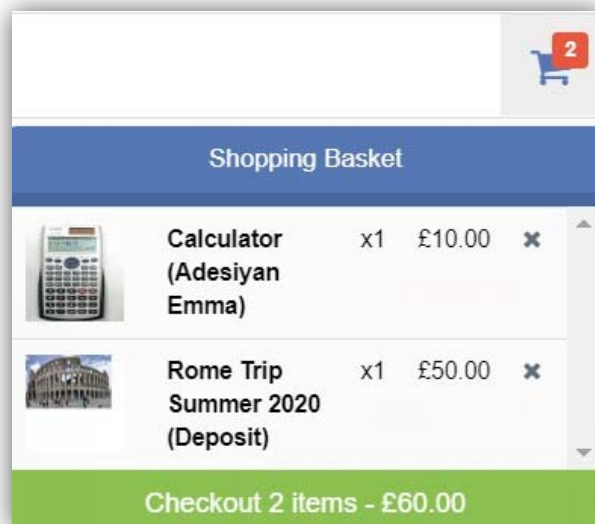 2
Shopping Basket
Calculator x1 £10.00 ✖
(Adesiyan
Emma)
Rome Trip x1 £50.00 ✖
Summer 2020
(Deposit)
Checkout 2 items - £60.00